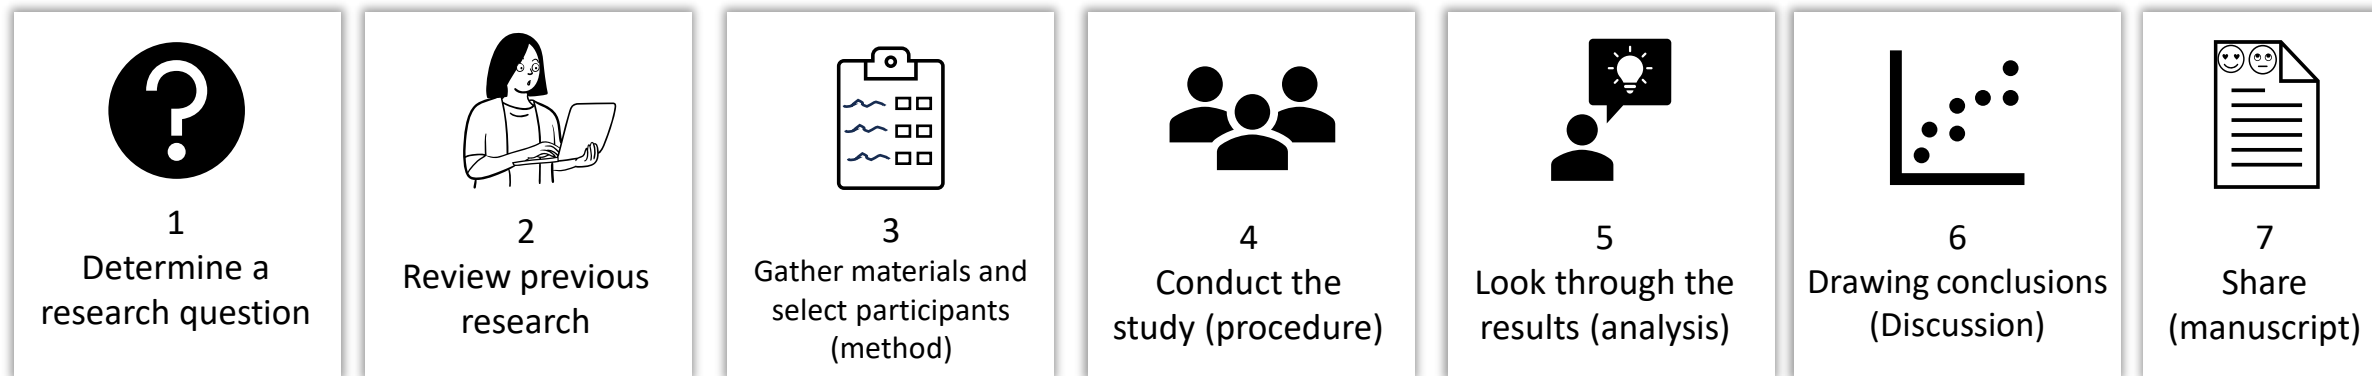 1
Determine a
research question
2
Review previous
research
3
Gather materials and
select participants
(method)
4
Conduct the
study (procedure)
5
Look through the
results (analysis)
6
Drawing conclusions
(Discussion)
7
Share
(manuscript)